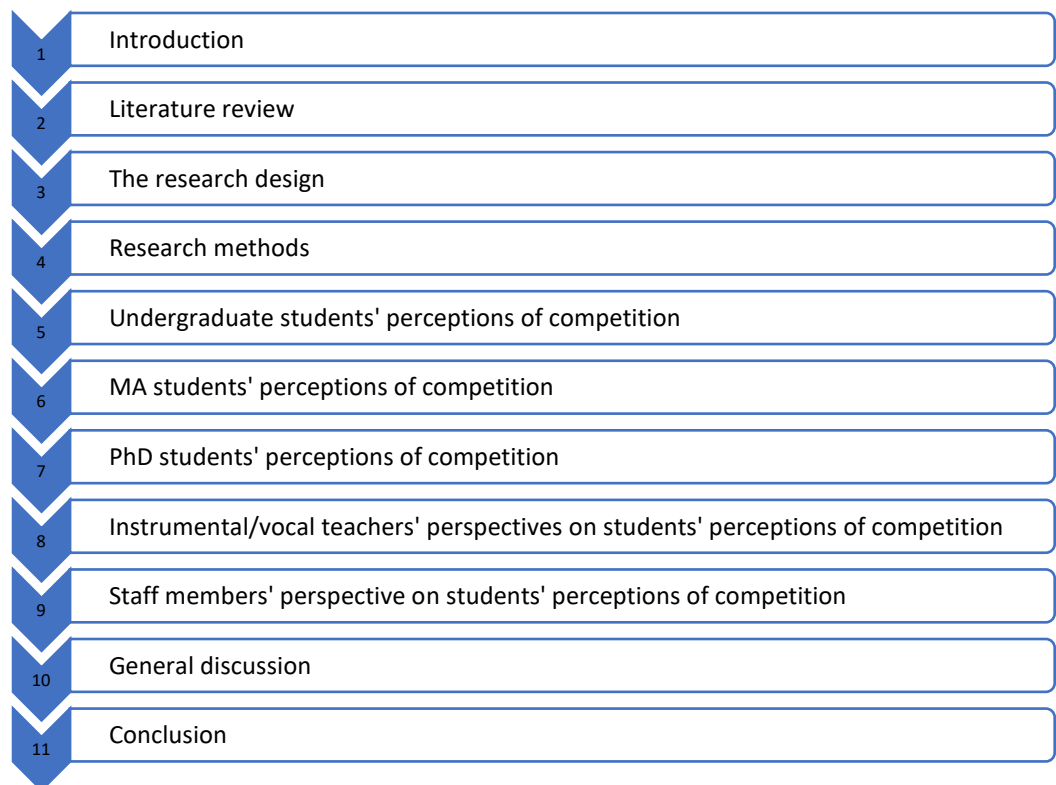 1 Introduction
2 Literature review
3 The research design
4 Research methods
5 Undergraduate students' perceptions of competition
6 MA students' perceptions of competition
7 PhD students' perceptions of competition
8 Instrumental/vocal teachers' perspectives on students' perceptions of competition
9 Staff members' perspective on students' perceptions of competition
10 General discussion
11 Conclusion